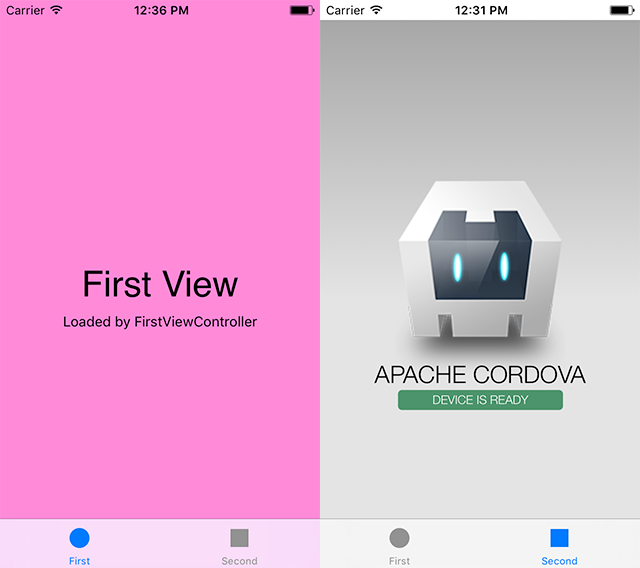 Carrier 12:36 PM
First View
Loaded by FirstViewController
First Second
Carrier 12:31 PM
APACHE CORDOVA
DEVICE IS READY
First Second